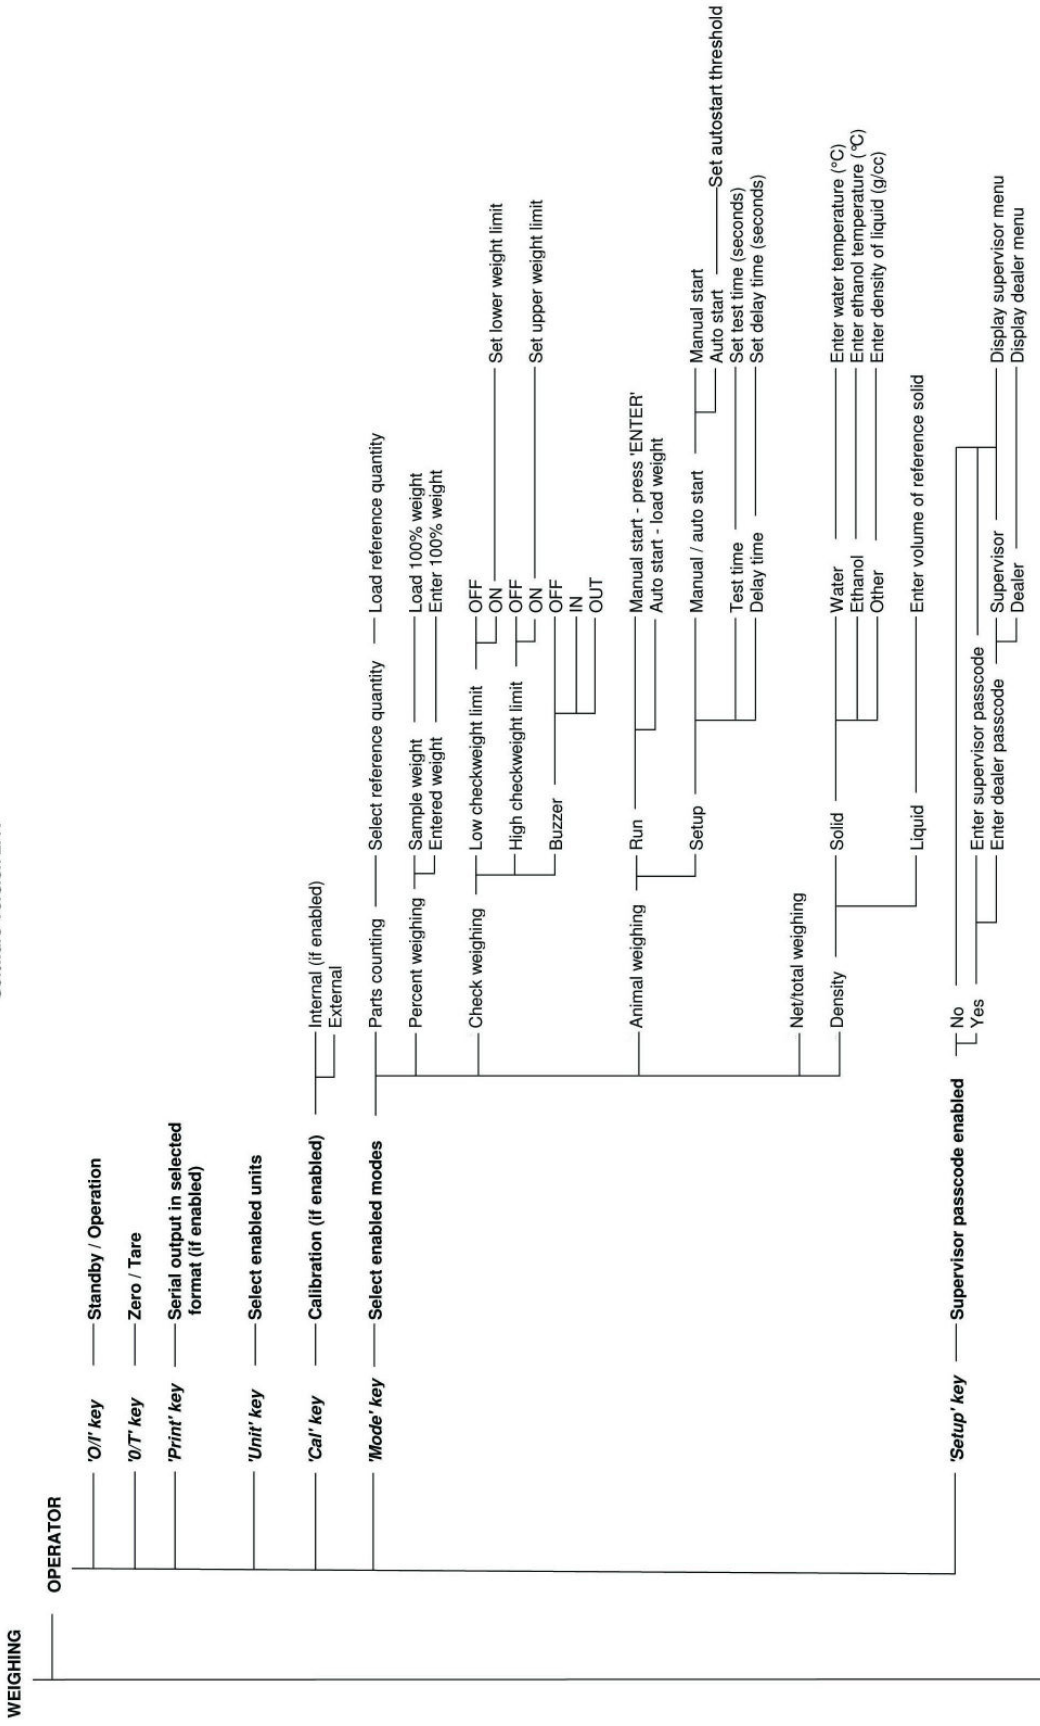 WEIGHING
OPERATOR
'O/I' key
Standby / Operation
'0/T' key
Zero / Tare
'Print' key
Serial output in selected
format (if enabled)
'Unit' key
Select enabled units
'Cal' key
Calibration (if enabled)
Internal (if enabled)
External
'Mode' key
Select enabled modes
Parts counting
Select reference quantity
Load reference quantity
Percent weighing
Sample weight
Load 100% weight
Entered weight
Enter 100% weight
Check weighing
Low checkweight limit
OFF
ON
Set lower weight limit
High checkweight limit
OFF
ON
Set upper weight limit
Buzzer
OFF
IN
OUT
Animal weighing
Run
Manual start - press 'ENTER'
Auto start - load weight
Setup
Manual / auto start
Manual start
Auto start
Set autostart threshold
Test time
Set test time (seconds)
Delay time
Set delay time (seconds)
Net/total weighing
Density
Solid
Water
Enter water temperature (°C)
Ethanol
Enter ethanol temperature (°C)
Other
Enter density of liquid (g/cc)
Liquid
Enter volume of reference solid
'Setup' key
Supervisor passcode enabled
No
Yes
Enter supervisor passcode
Enter dealer passcode
Supervisor
Display supervisor menu
Dealer
Display dealer menu